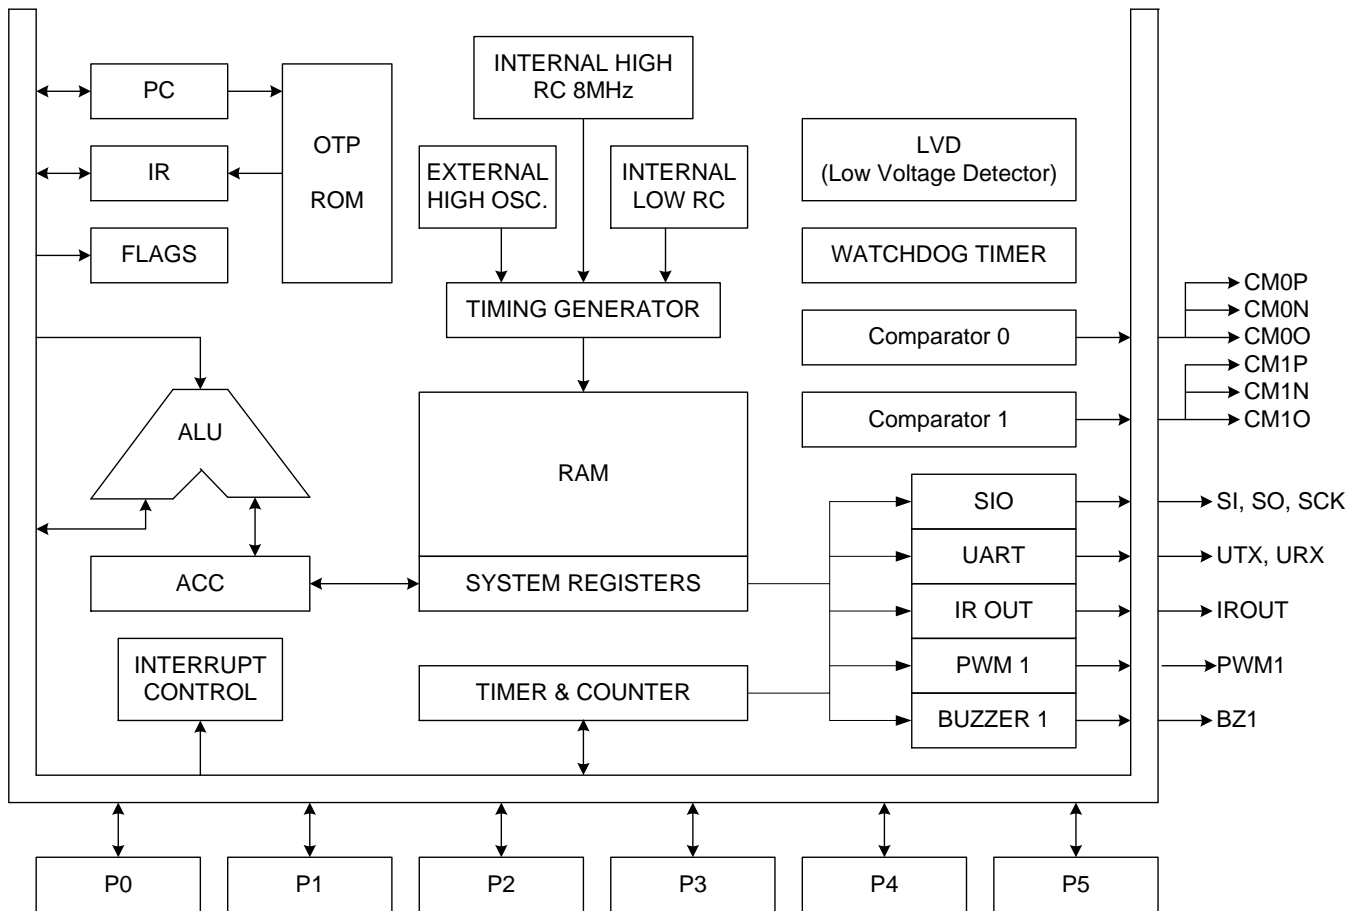 PC
IR
FLAGS
OTP
ROM
INTERNAL HIGH
RC 8MHz
EXTERNAL
HIGH OSC.
INTERNAL
LOW RC
TIMING GENERATOR
LVD
(Low Voltage Detector)
WATCHDOG TIMER
Comparator 0
Comparator 1
CM0P
CM0N
CM0O
CM1P
CM1N
CM1O
ALU
RAM
ACC
SYSTEM REGISTERS
SIO
UART
IR OUT
PWM 1
BUZZER 1
SI, SO, SCK
UTX, URX
IROUT
PWM1
BZ1
INTERRUPT
CONTROL
TIMER & COUNTER
P0
P1
P2
P3
P4
P5